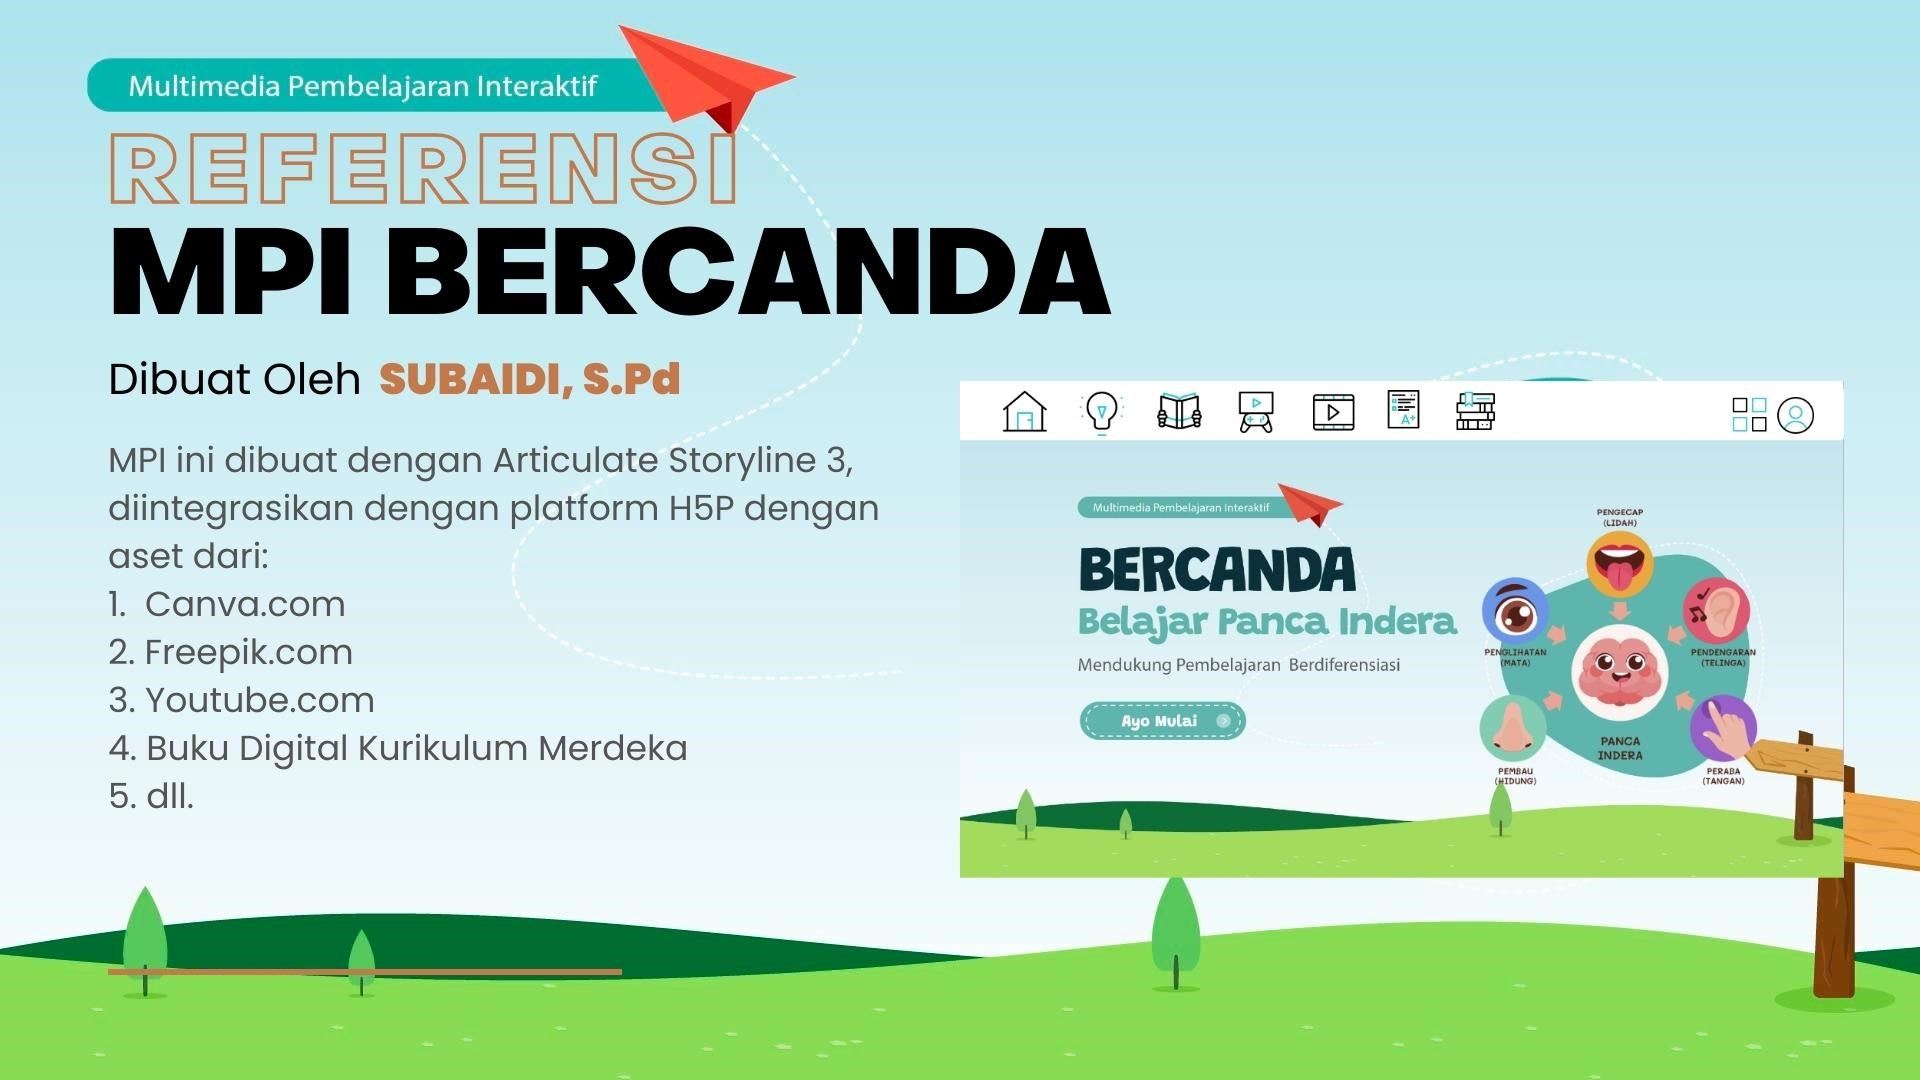 Multimedia Pembelajaran Interaktif
REFERENSI
MPI BERCANDA
Dibuat Oleh SUBAIDI, S.Pd
MPI ini dibuat dengan Articulate Storyline 3,
diintegrasikan dengan platform H5P dengan
aset dari:
1. Canva.com
2. Freepik.com
3. Youtube.com
4. Buku Digital Kurikulum Merdeka
5. dll.
A+
Multimedia Pembelajaran Interaktif
BERCANDA
Belajar Panca Indera
Mendukung Pembelajaran Berdiferensiasi
Ayo Mulai
PENGECAP
(LIDAH)
PENGLIHATAN
(MATA)
PENDENGARAN
(TELINGA)
PANCA
INDERA
PEMBAU
(HIDUNG)
PERABA
(TANGAN)